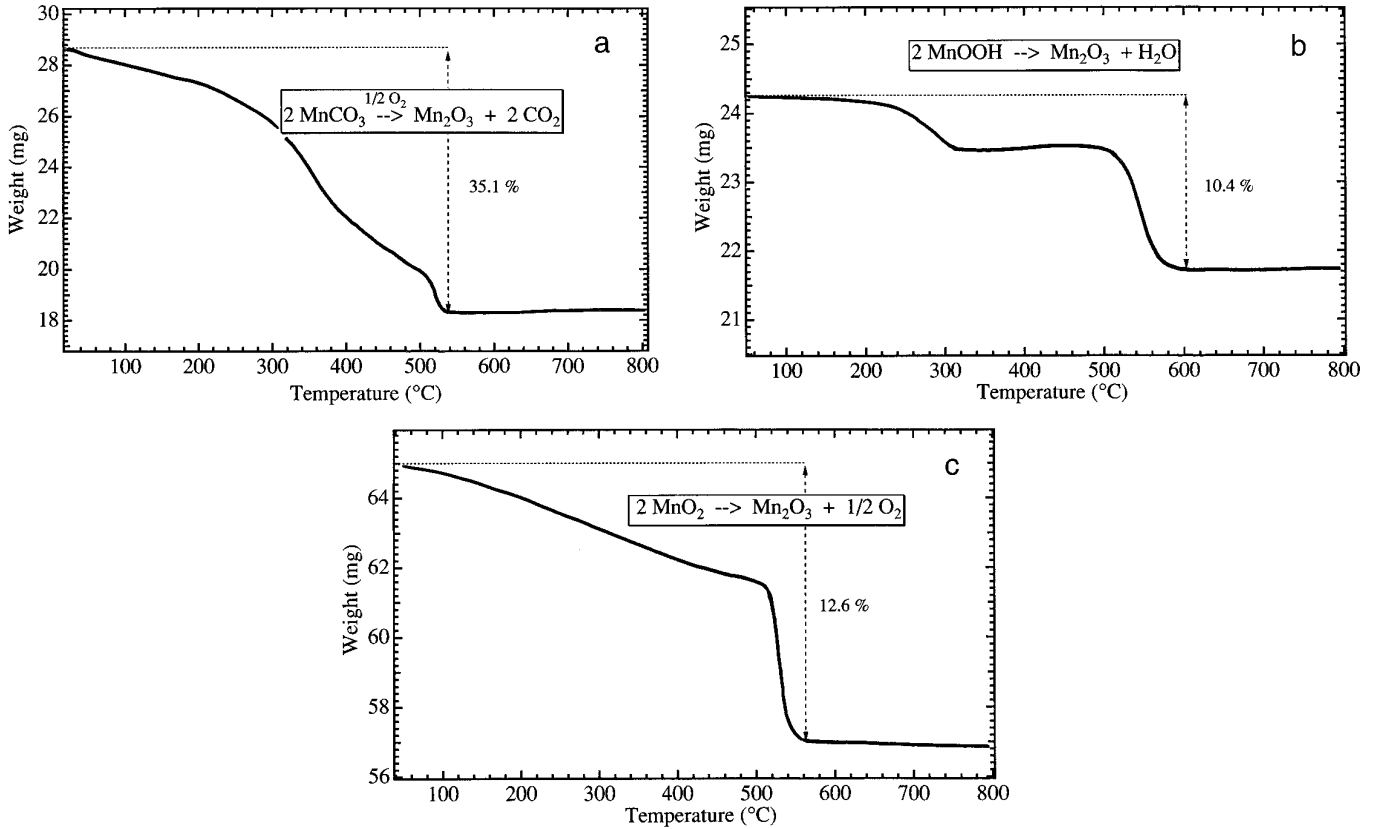 a
30
28
26
24
22
20
18
Weight (mg)
1/2 O₂
2 MnCO₃ --> Mn₂O₃ + 2 CO₂
35.1 %
100 200 300 400 500 600 700 800
Temperature (°C)
b
25
24
23
22
21
Weight (mg)
2 MnOOH --> Mn₂O₃ + H₂O
10.4 %
100 200 300 400 500 600 700 800
Temperature (°C)
c
64
62
60
58
56
Weight (mg)
2 MnO₂ --> Mn₂O₃ + 1/2 O₂
12.6 %
100 200 300 400 500 600 700 800
Temperature (°C)